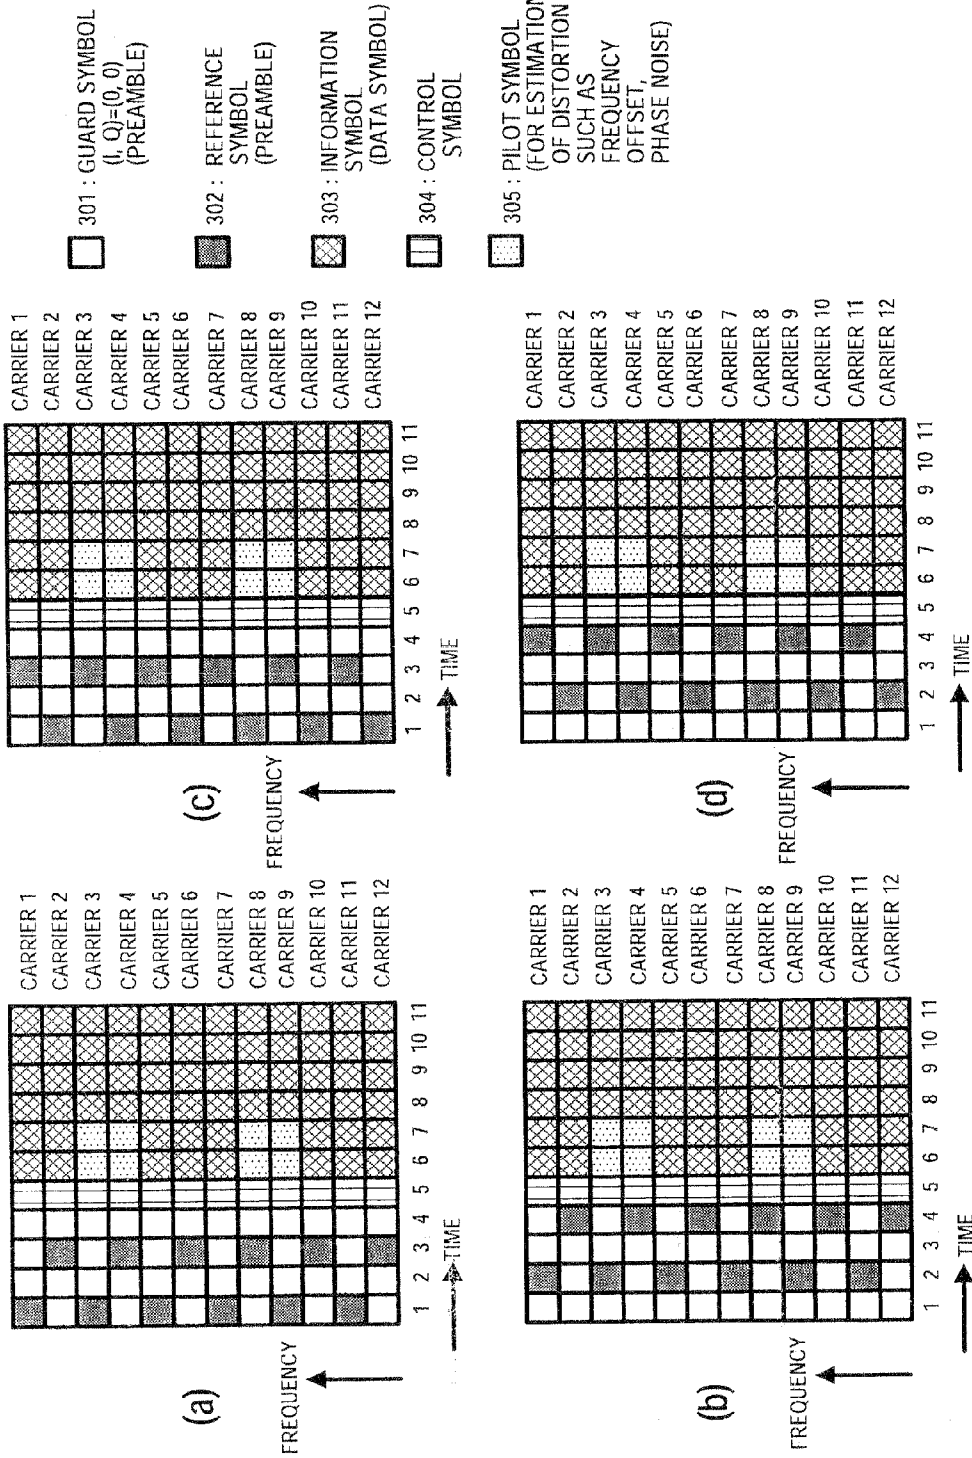 301 : GUARD SYMBOL
(I, Q)=(0, 0)
(PREAMBLE)
302 : REFERENCE
SYMBOL
(PREAMBLE)
303 : INFORMATION
SYMBOL
(DATA SYMBOL)
304 : CONTROL
SYMBOL
305 : PILOT SYMBOL
(FOR ESTIMATION
OF DISTORTION
SUCH AS
FREQUENCY
OFFSET,
PHASE NOISE)
(c)
FREQUENCY
CARRIER 1
CARRIER 2
CARRIER 3
CARRIER 4
CARRIER 5
CARRIER 6
CARRIER 7
CARRIER 8
CARRIER 9
CARRIER 10
CARRIER 11
CARRIER 12
1 2 3 4 5 6 7 8 9 10 11
TIME
(d)
FREQUENCY
CARRIER 1
CARRIER 2
CARRIER 3
CARRIER 4
CARRIER 5
CARRIER 6
CARRIER 7
CARRIER 8
CARRIER 9
CARRIER 10
CARRIER 11
CARRIER 12
1 2 3 4 5 6 7 8 9 10 11
TIME
(a)
FREQUENCY
CARRIER 1
CARRIER 2
CARRIER 3
CARRIER 4
CARRIER 5
CARRIER 6
CARRIER 7
CARRIER 8
CARRIER 9
CARRIER 10
CARRIER 11
CARRIER 12
1 2 3 4 5 6 7 8 9 10 11
TIME
(b)
FREQUENCY
CARRIER 1
CARRIER 2
CARRIER 3
CARRIER 4
CARRIER 5
CARRIER 6
CARRIER 7
CARRIER 8
CARRIER 9
CARRIER 10
CARRIER 11
CARRIER 12
1 2 3 4 5 6 7 8 9 10 11
TIME